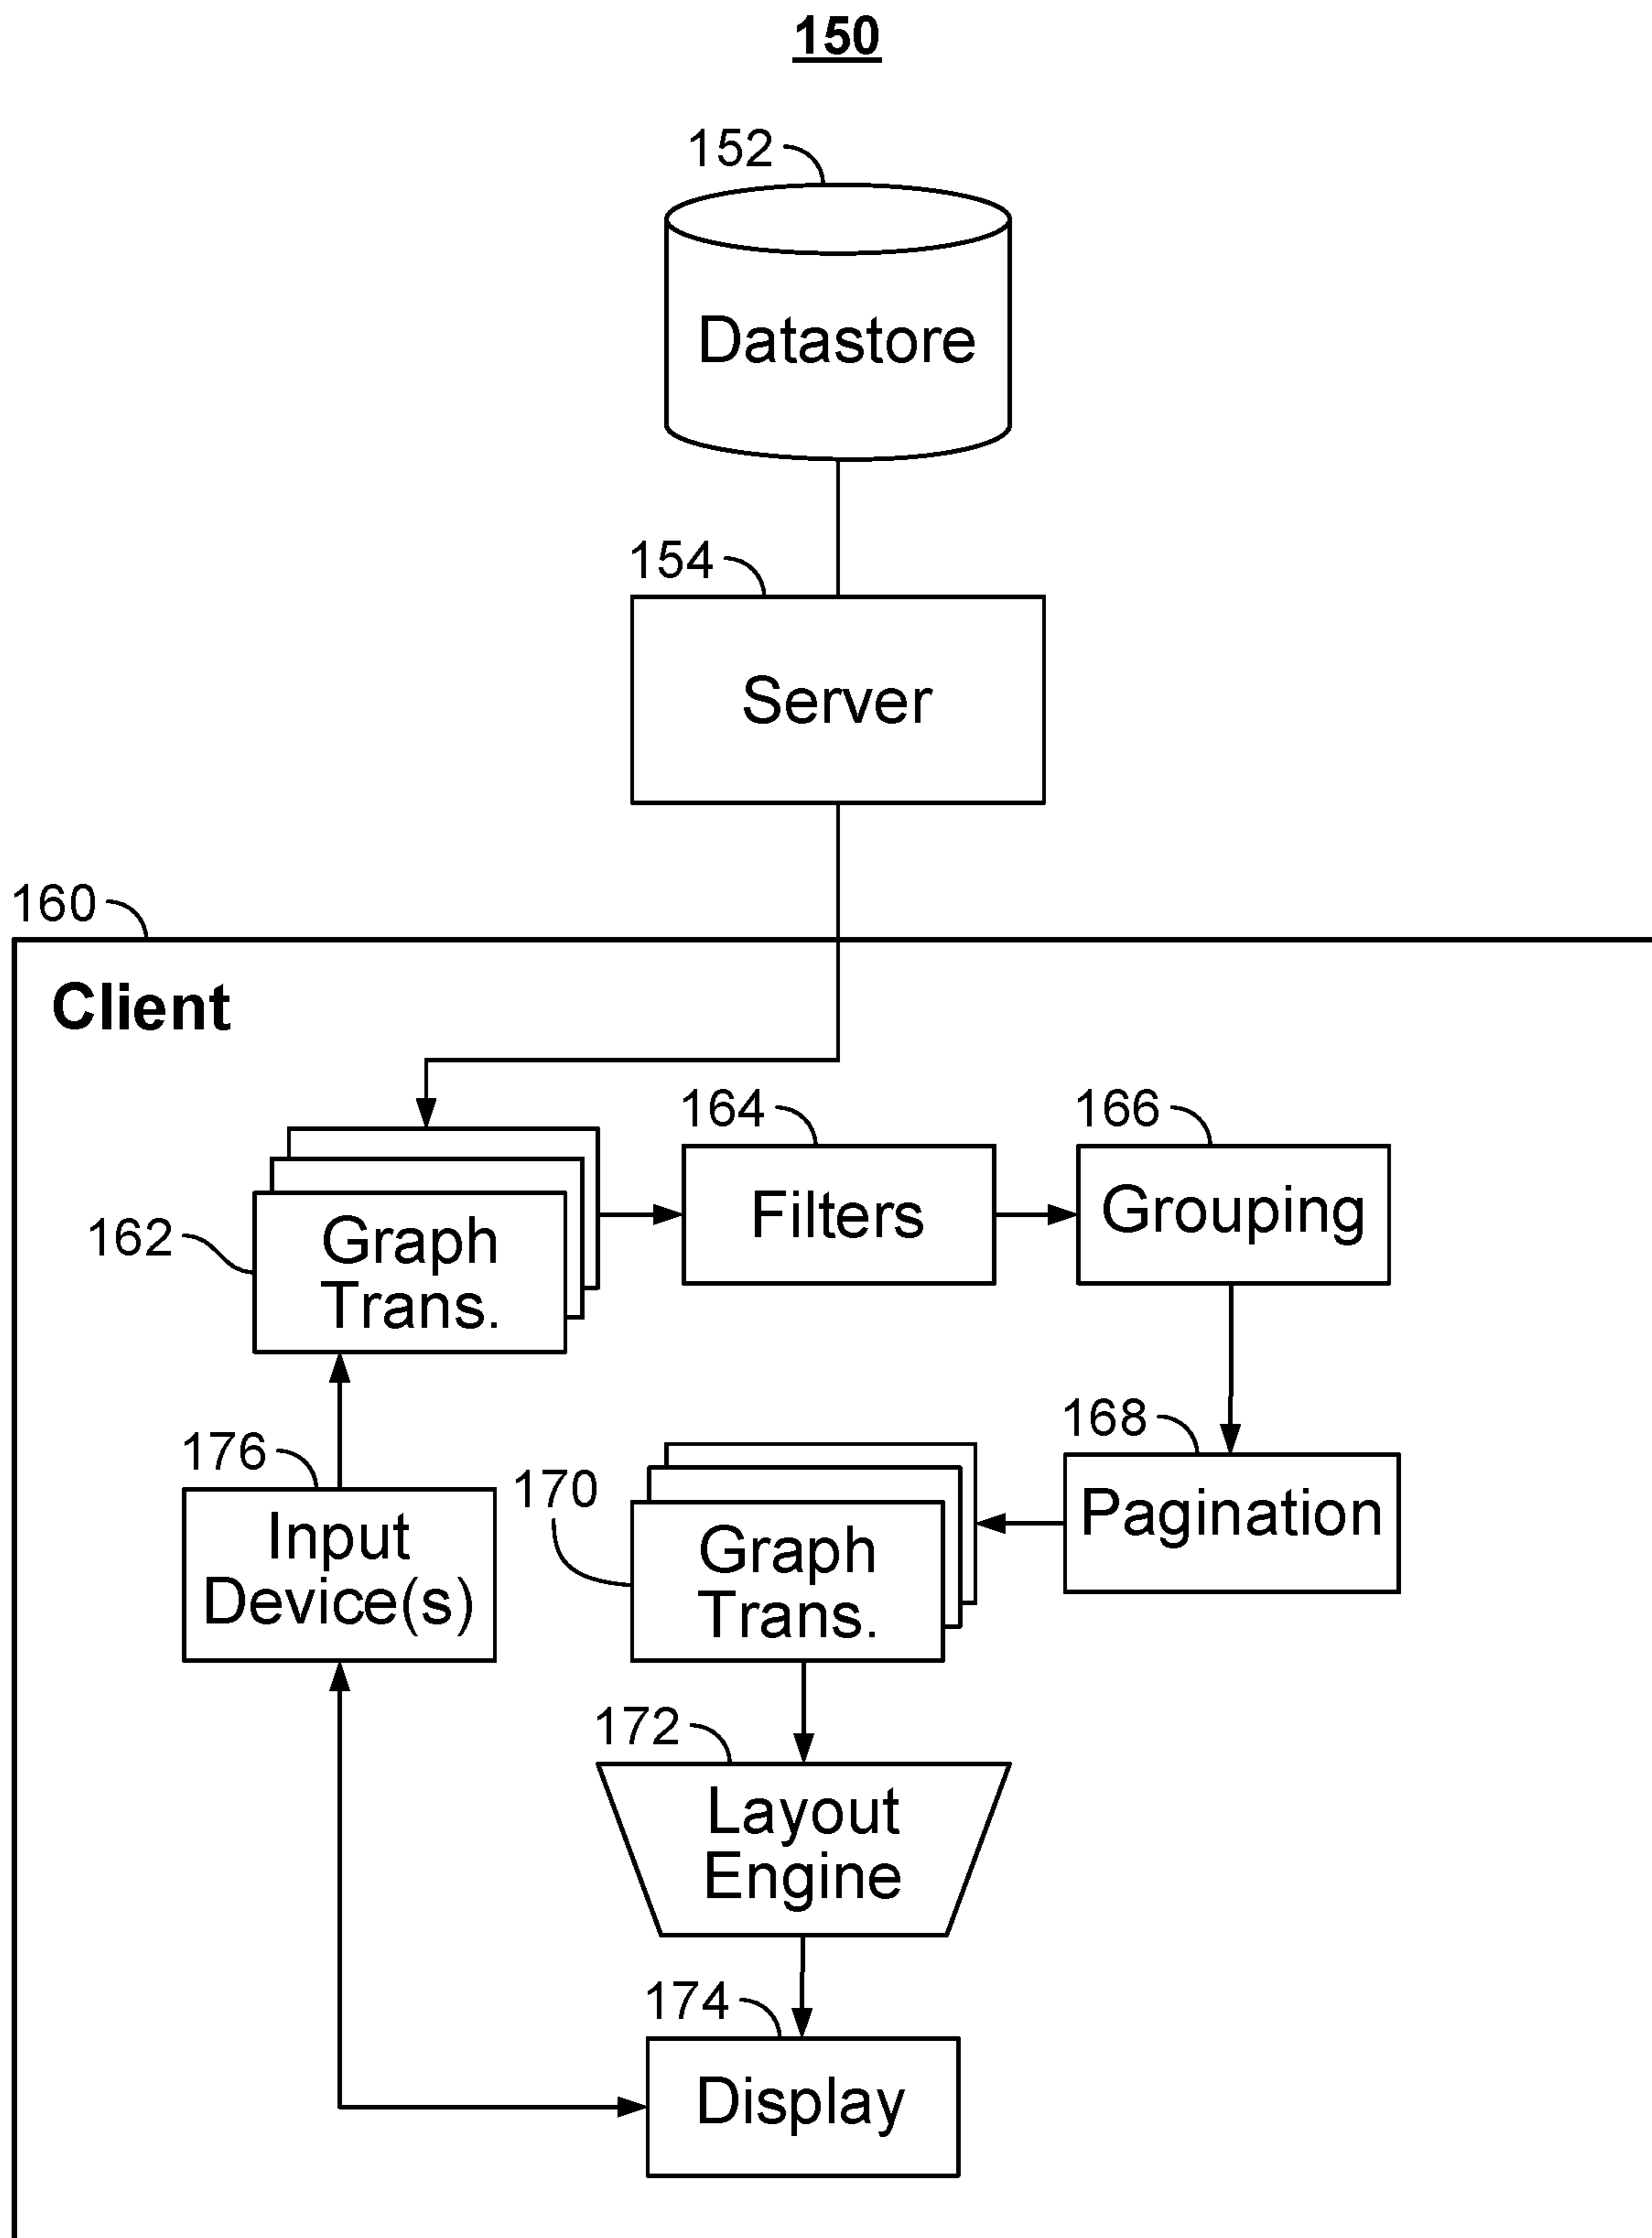 150
152
Datastore
154
Server
160
Client
164
166
162
Graph
Trans.
Filters
Grouping
176
170
168
Input
Device(s)
Graph
Trans.
Pagination
172
Layout
Engine
174
Display